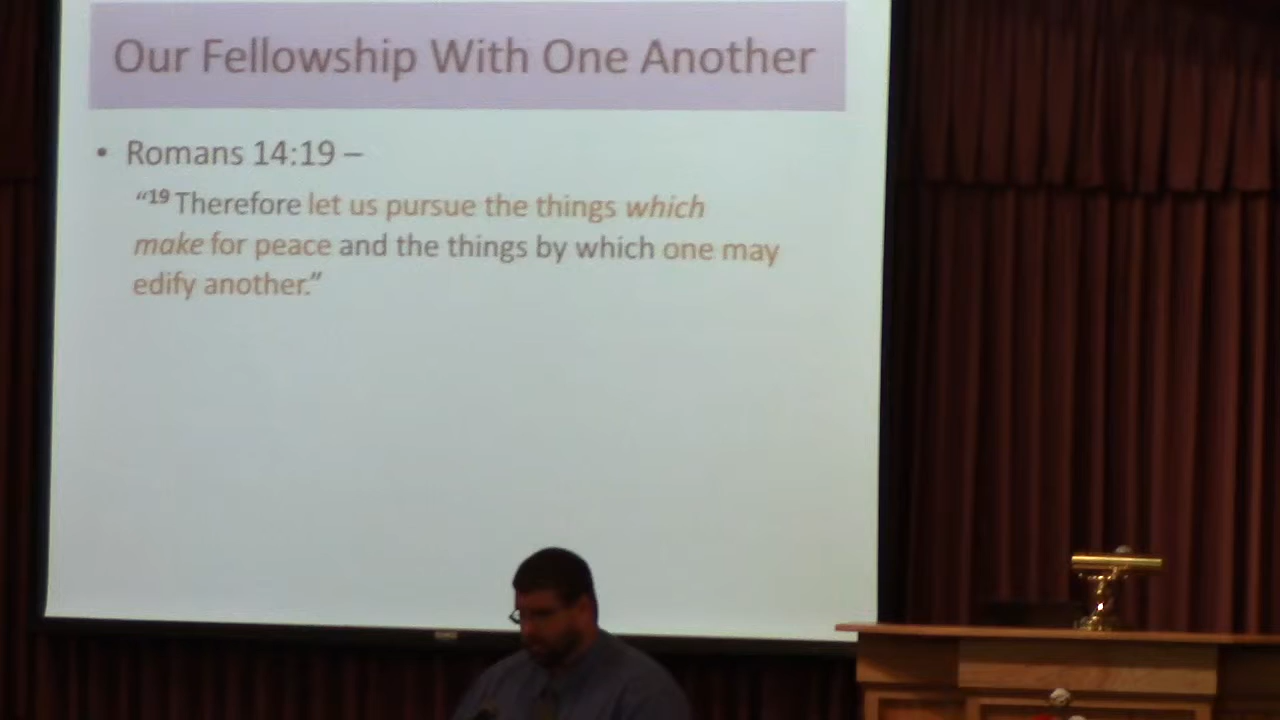 Our Fellowship With One Another
• Romans 14:19 –
“19 Therefore let us pursue the things which
make for peace and the things by which one may
edify another.”